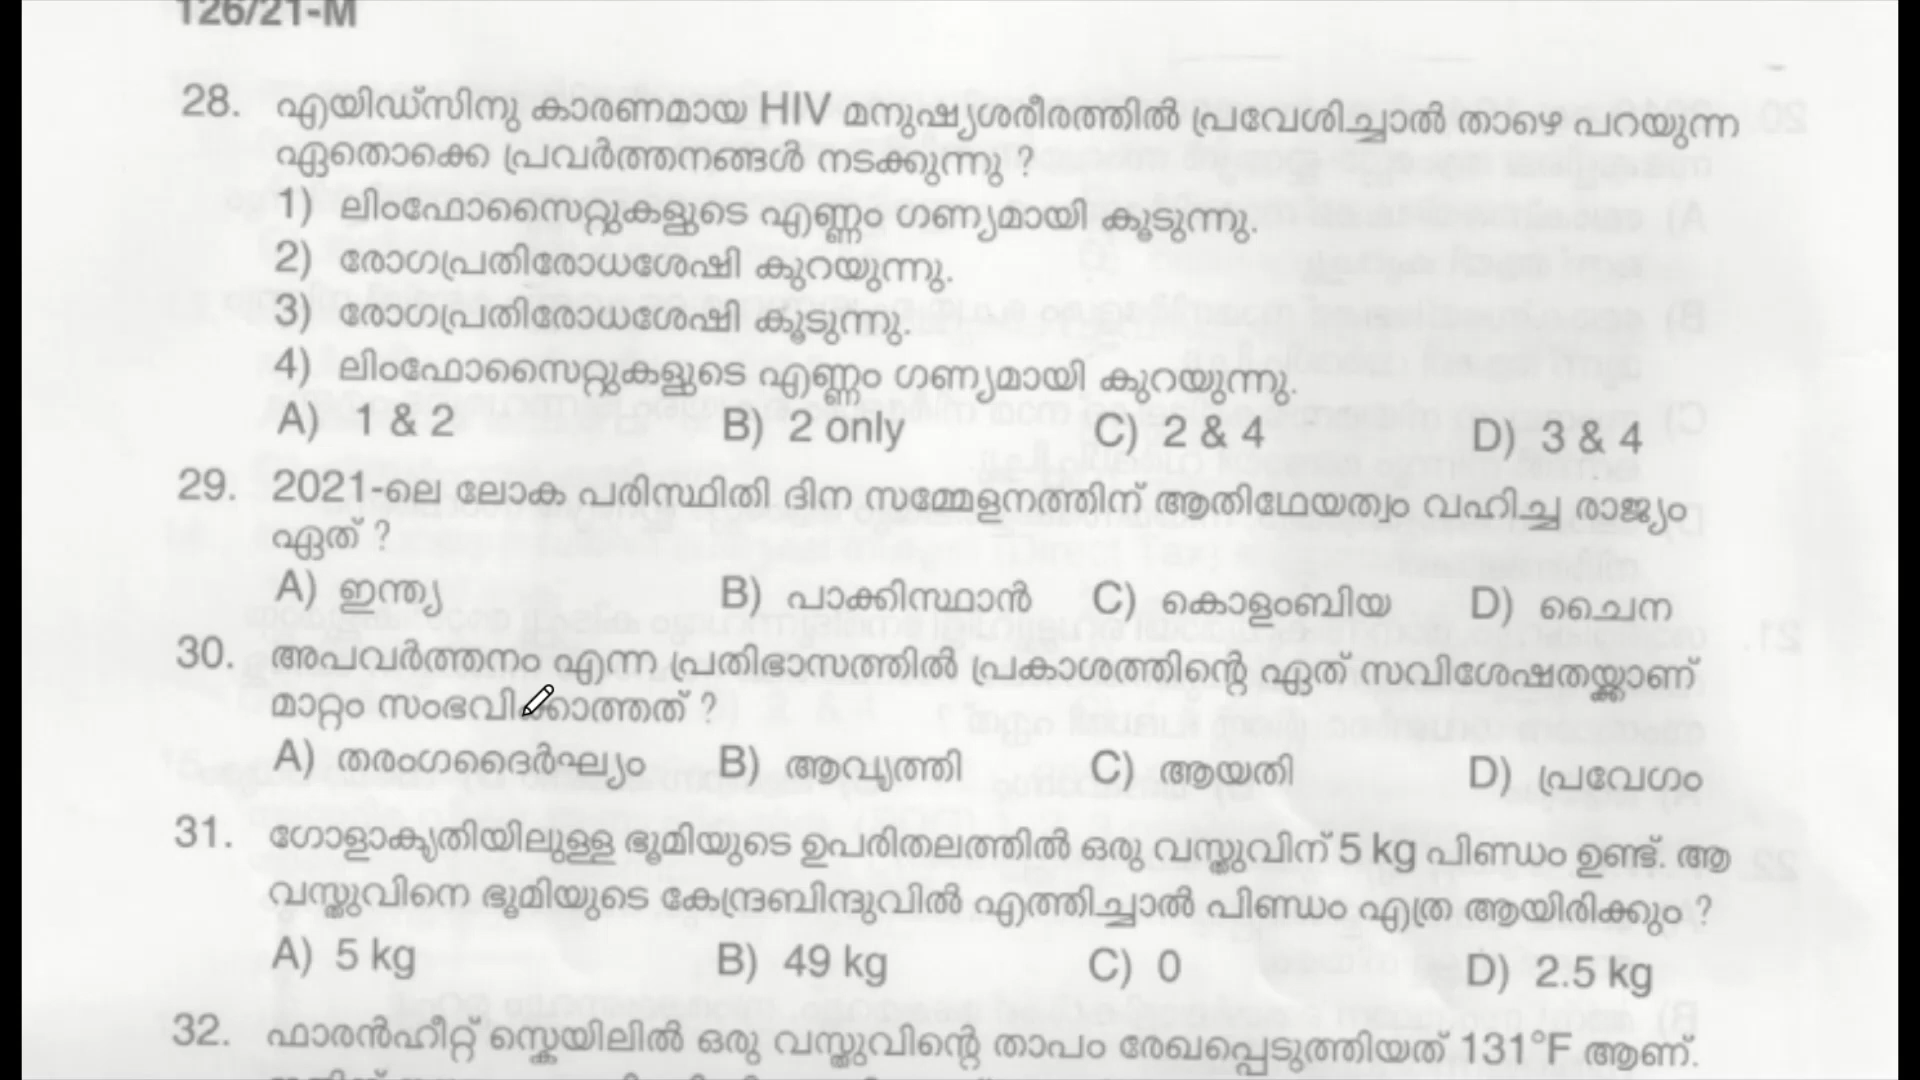 126/21-M
28. എയിഡ്സിനു കാരണമായ HIV മനുഷ്യശരീരത്തിൽ പ്രവേശിച്ചാൽ താഴെ പറയുന്ന
ഏതൊക്കെ പ്രവർത്തനങ്ങൾ നടക്കുന്നു ?
1) ലിംഫോസൈറ്റുകളുടെ എണ്ണം ഗണ്യമായി കൂടുന്നു.
2) രോഗപ്രതിരോധശേഷി കുറയുന്നു.
3) രോഗപ്രതിരോധശേഷി കൂടുന്നു.
4) ലിംഫോസൈറ്റുകളുടെ എണ്ണം ഗണ്യമായി കുറയുന്നു.
A) 1 & 2 B) 2 only C) 2 & 4 D) 3 & 4
29. 2021-ലെ ലോക പരിസ്ഥിതി ദിന സമ്മേളനത്തിന് ആതിഥേയത്വം വഹിച്ച രാജ്യം
ഏത് ?
A) ഇന്ത്യ B) പാക്കിസ്ഥാൻ C) കൊളംബിയ D) ചൈന
30. അപവർത്തനം എന്ന പ്രതിഭാസത്തിൽ പ്രകാശത്തിന്റെ ഏത് സവിശേഷതയ്ക്കാണ്
മാറ്റം സംഭവിക്കാത്തത് ?
A) തരംഗദൈർഘ്യം B) ആവൃത്തി C) ആയതി D) പ്രവേഗം
31. ഗോളാകൃതിയിലുള്ള ഭൂമിയുടെ ഉപരിതലത്തിൽ ഒരു വസ്തുവിന് 5 kg പിണ്ഡം ഉണ്ട്. ആ
വസ്തുവിനെ ഭൂമിയുടെ കേന്ദ്രബിന്ദുവിൽ എത്തിച്ചാൽ പിണ്ഡം എത്ര ആയിരിക്കും ?
A) 5 kg B) 49 kg C) 0 D) 2.5 kg
32. ഫാരൻഹീറ്റ് സ്കെയിലിൽ ഒരു വസ്തുവിന്റെ താപം രേഖപ്പെടുത്തിയത് 131°F ആണ്.